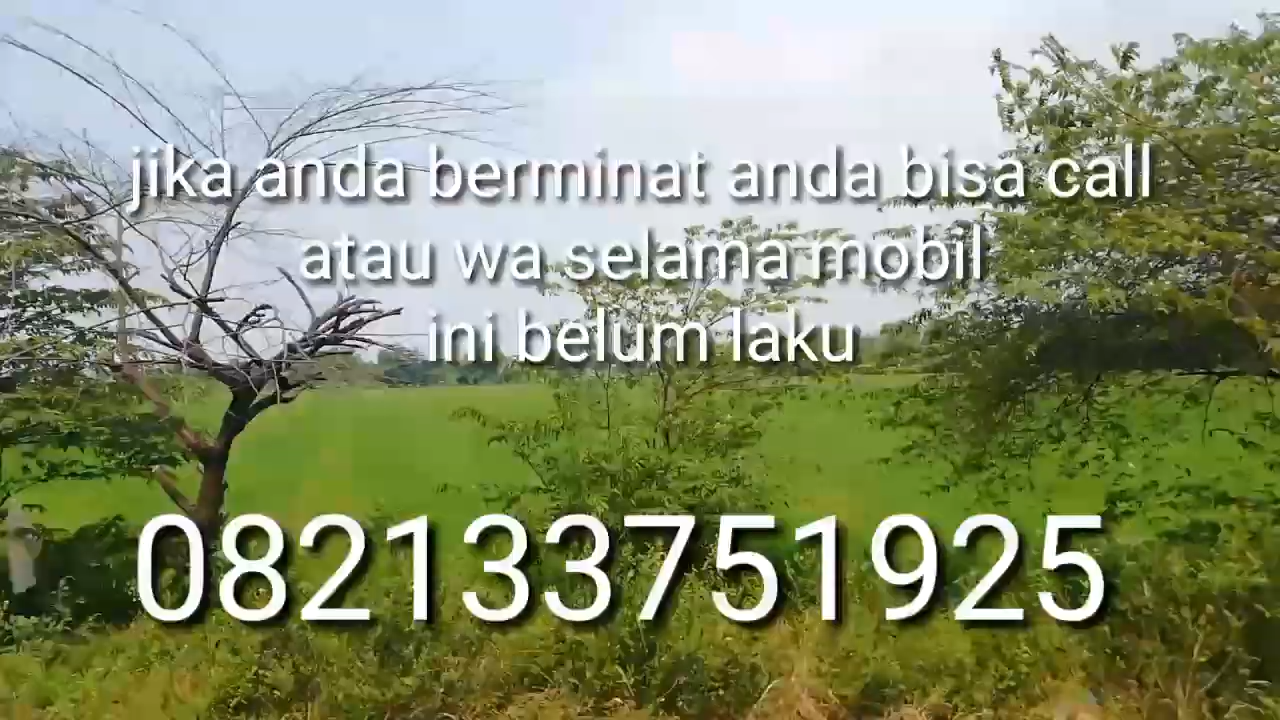 jika anda berminat anda bisa call
atau wa selama mobil
ini belum laku
082133751925